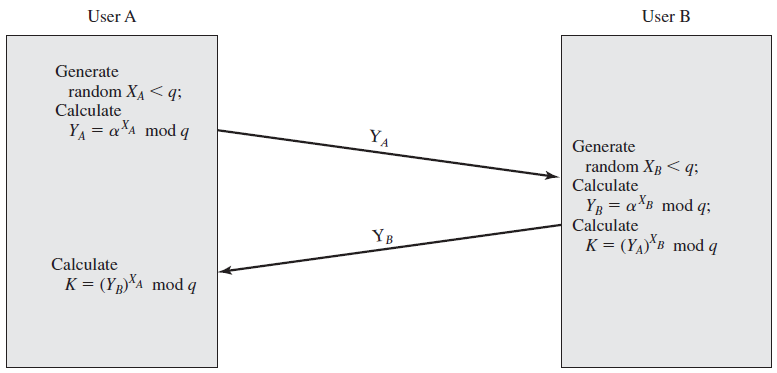 User A
User B
Generate
random X_A < q;
Calculate
Y_A = α^{X_A} mod q
Y_A
Generate
random X_B < q;
Calculate
Y_B = α^{X_B} mod q;
Calculate
K = (Y_A)^{X_B} mod q
Y_B
Calculate
K = (Y_B)^{X_A} mod q